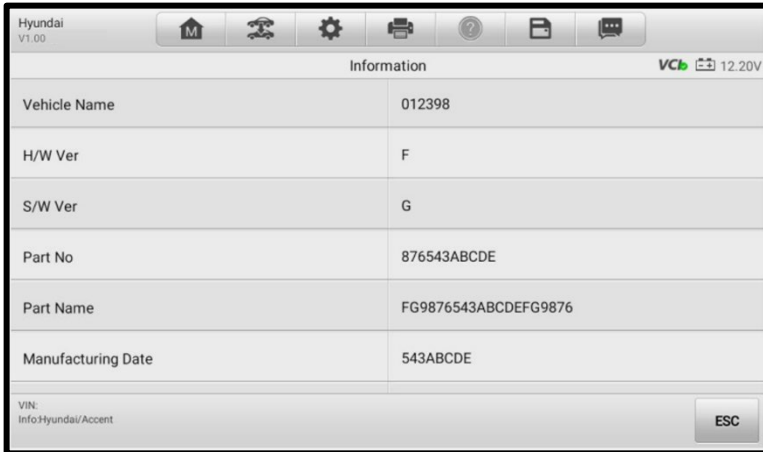 Hyundai
V1.00
M
Information
VCI
12.20V
Vehicle Name
012398
H/W Ver
F
S/W Ver
G
Part No
876543ABCDE
Part Name
FG9876543ABCDEFG9876
Manufacturing Date
543ABCDE
VIN:
Info:Hyundai/Accent
ESC